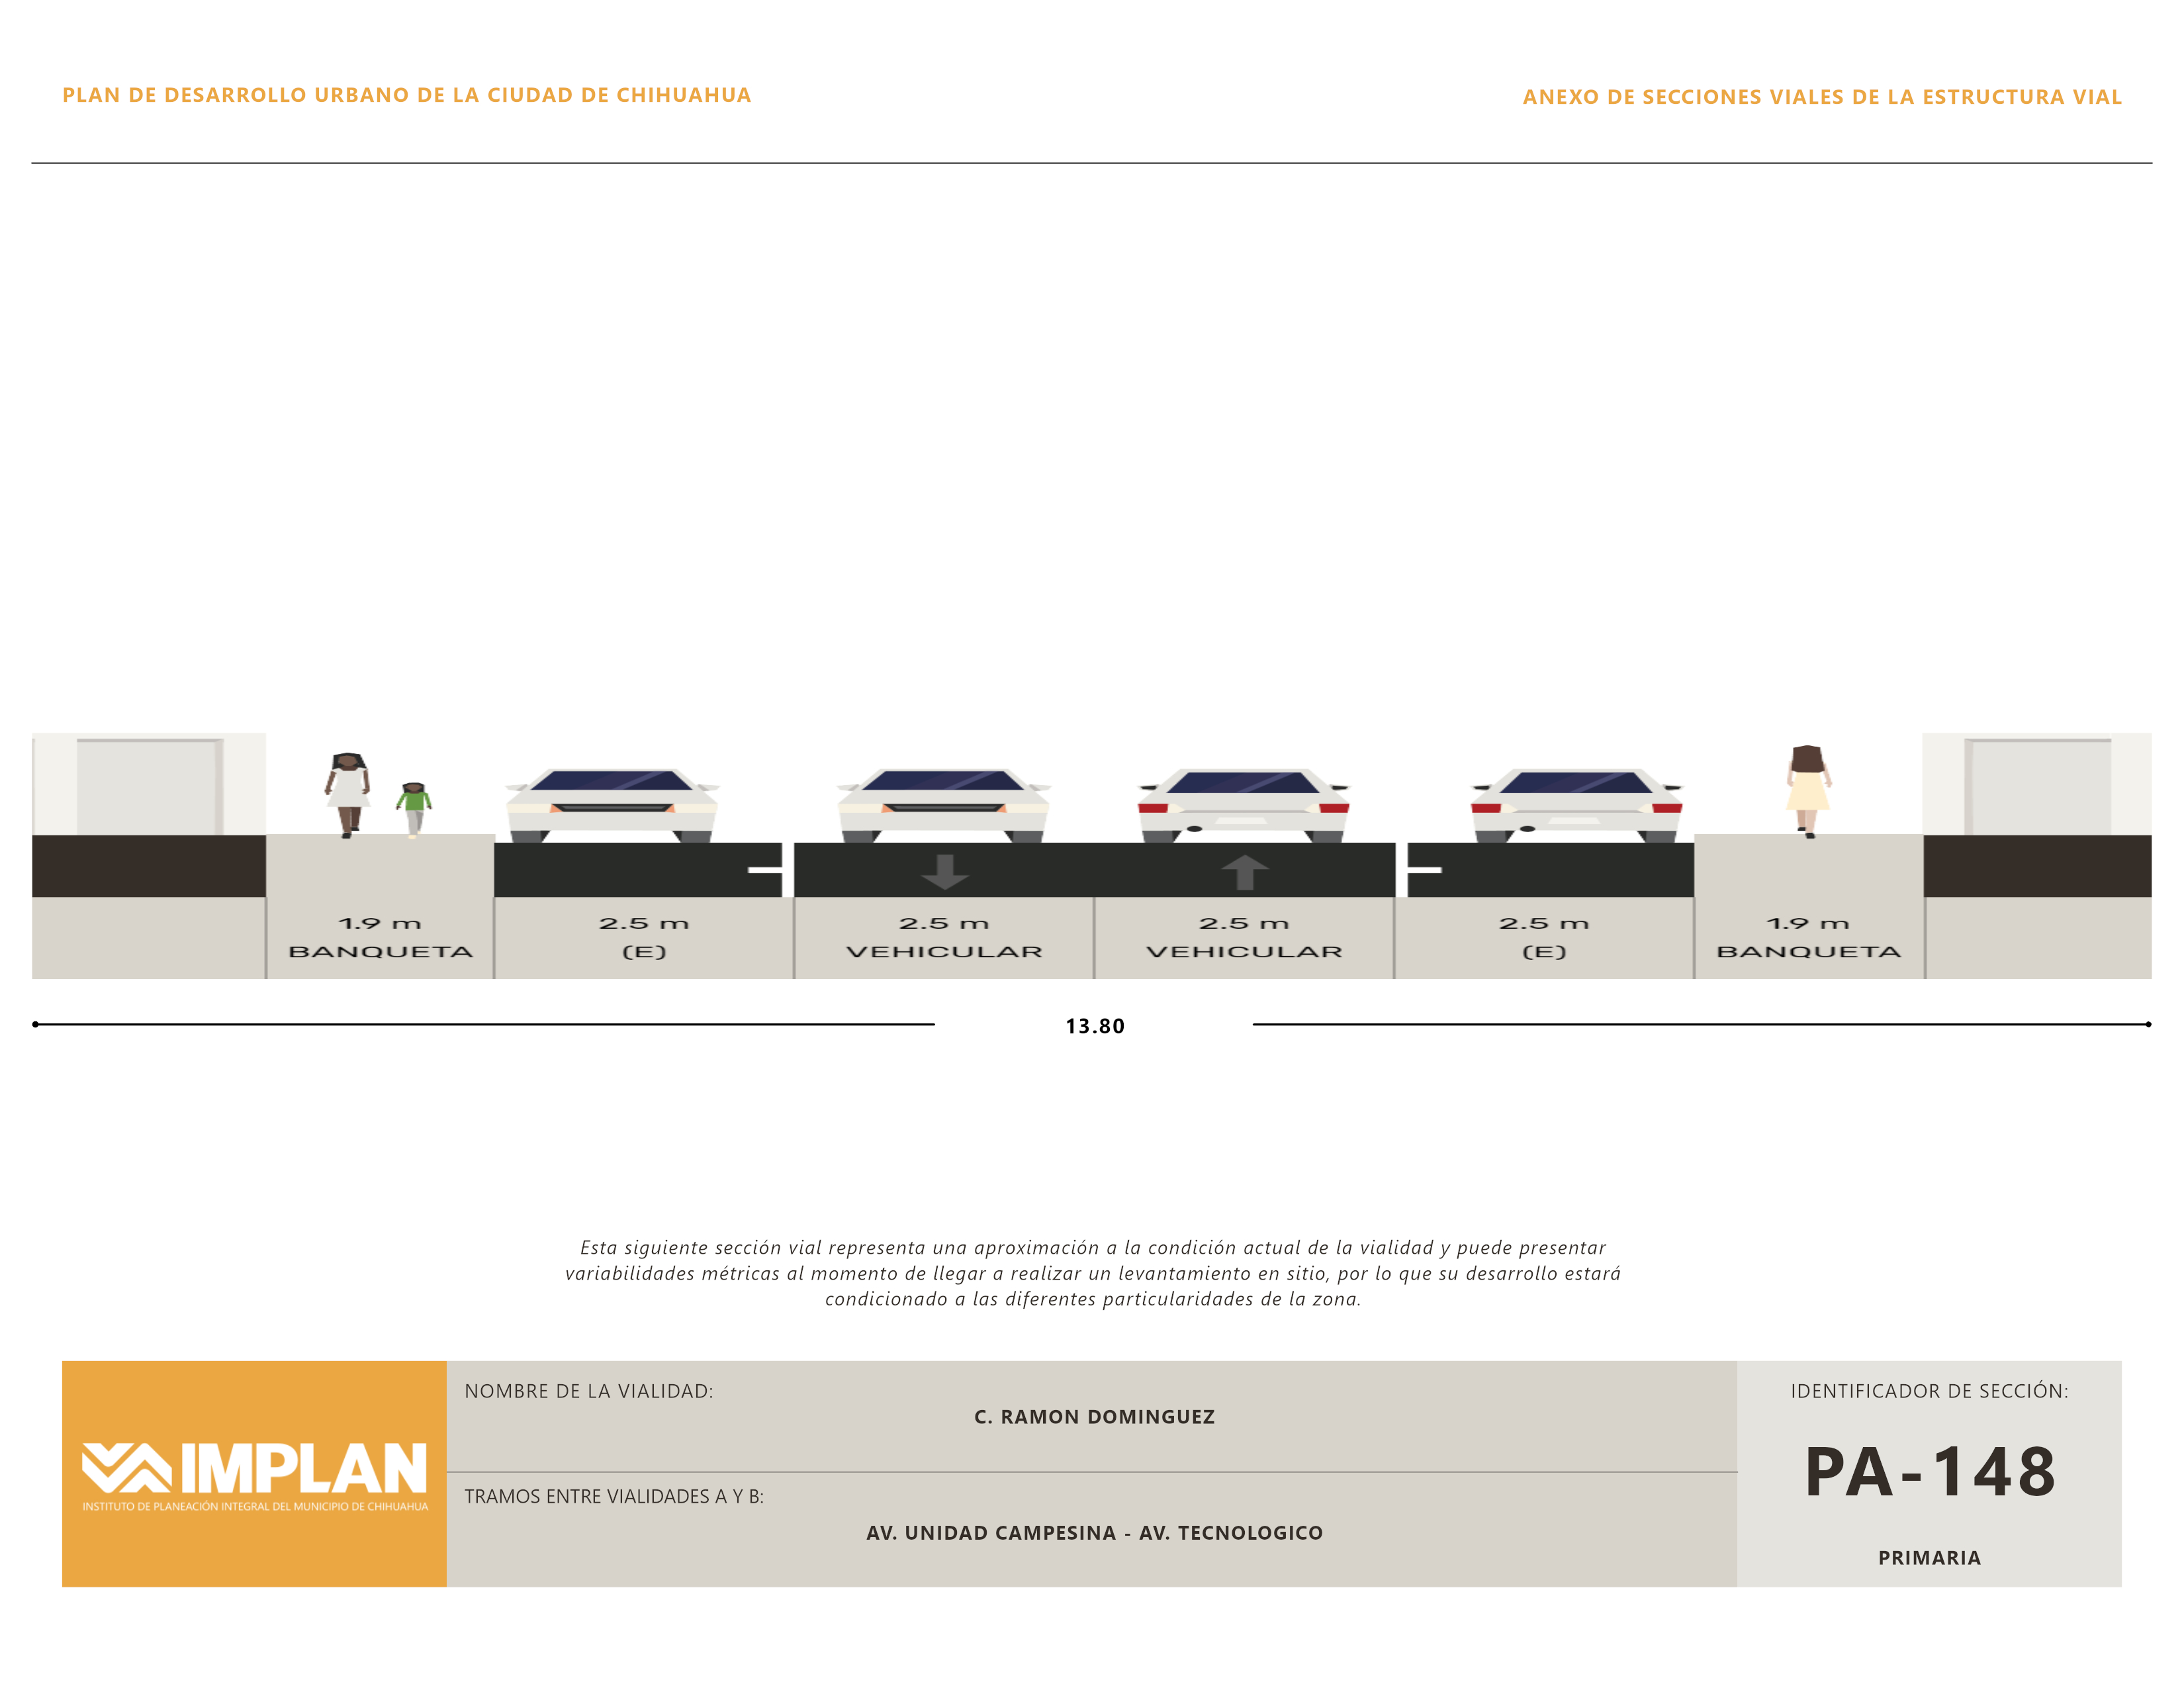 PLAN DE DESARROLLO URBANO DE LA CIUDAD DE CHIHUAHUA
ANEXO DE SECCIONES VIALES DE LA ESTRUCTURA VIAL
1.9 m
BANQUETA
2.5 m
(E)
2.5 m
VEHICULAR
2.5 m
VEHICULAR
2.5 m
(E)
1.9 m
BANQUETA
13.80
Esta siguiente sección vial representa una aproximación a la condición actual de la vialidad y puede presentar
variabilidades métricas al momento de llegar a realizar un levantamiento en sitio, por lo que su desarrollo estará
condicionado a las diferentes particularidades de la zona.
IMPLAN
INSTITUTO DE PLANEACIÓN INTEGRAL DEL MUNICIPIO DE CHIHUAHUA
NOMBRE DE LA VIALIDAD:
C. RAMON DOMINGUEZ
TRAMOS ENTRE VIALIDADES A Y B:
AV. UNIDAD CAMPESINA - AV. TECNOLOGICO
IDENTIFICADOR DE SECCIÓN:
PA-148
PRIMARIA